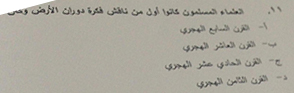 ١١. العلماء المسلمون كانوا أول من ناقش فكرة دوران الأرض
أ- القرن السابع الهجري
ب- القرن العاشر الهجري
ج- القرن الحادي عشر الهجري
د- القرن الثامن الهجري